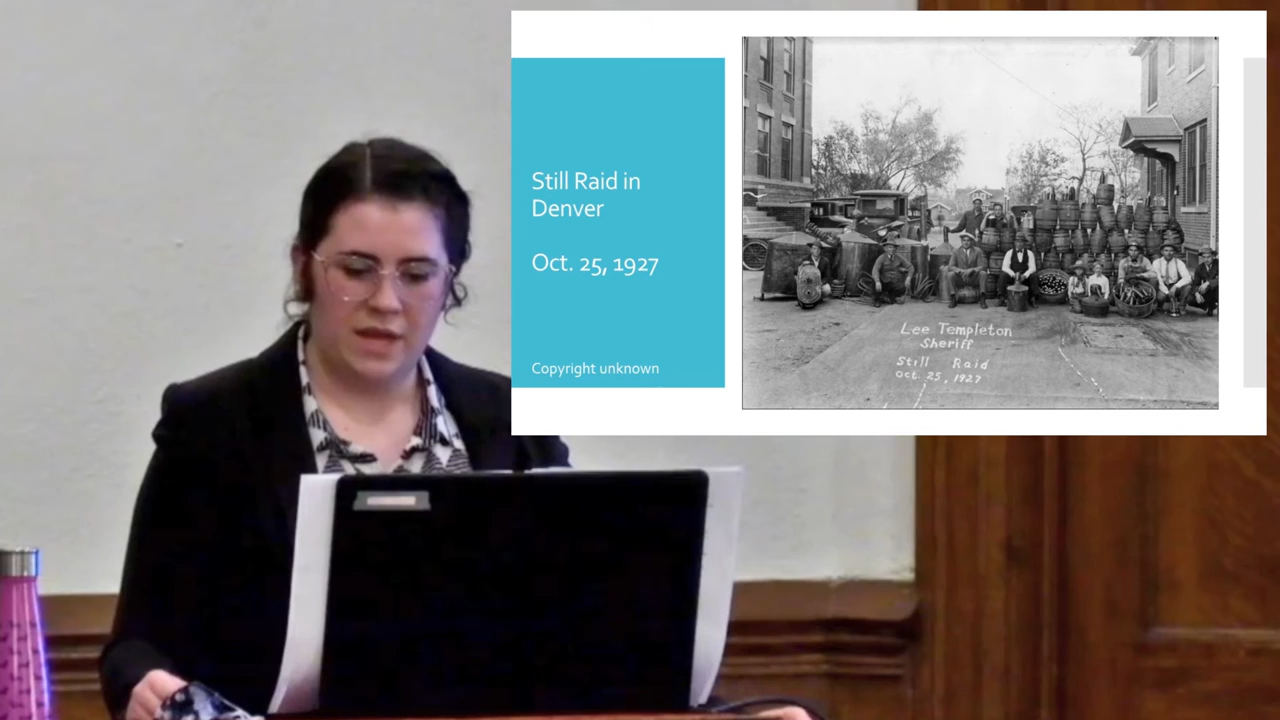 Still Raid in
Denver
Oct. 25, 1927
Copyright unknown
Lee Templeton
Sheriff
Still Raid
Oct. 25, 1927